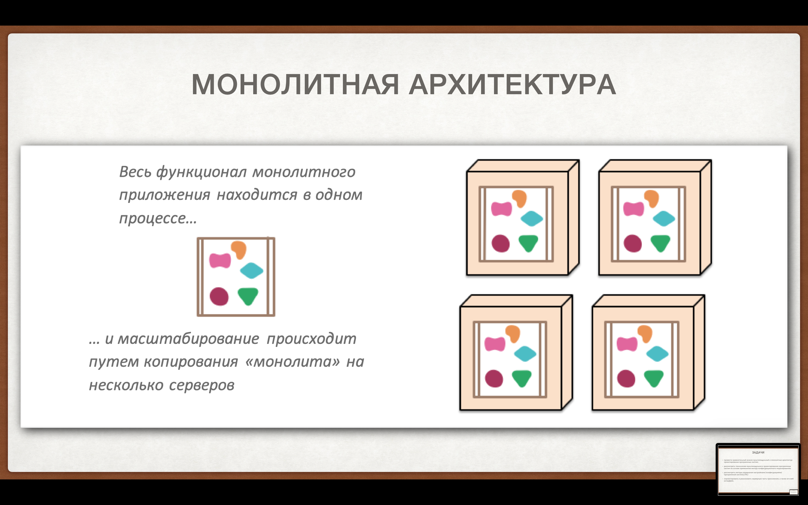 МОНОЛИТНАЯ АРХИТЕКТУРА
Весь функционал монолитного
приложения находится в одном
процессе…
… и масштабирование происходит
путем копирования «монолита» на
несколько серверов